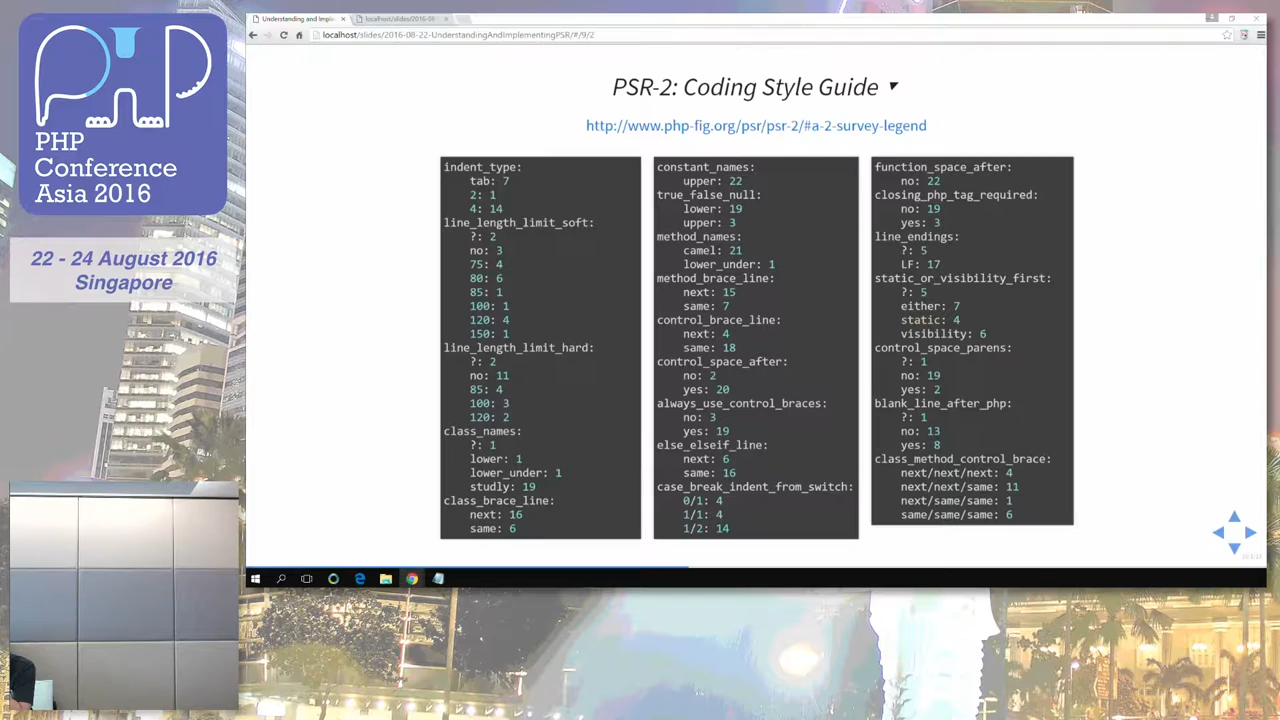 PHP
Conference
Asia 2016
22 - 24 August 2016
Singapore
Understanding and Imple
localhost/slides/2016-08
localhost/slides/2016-08-22-UnderstandingAndImplementingPSR/#/9/2
PSR-2: Coding Style Guide
http://www.php-fig.org/psr/psr-2/#a-2-survey-legend
indent_type:
tab: 7
2: 1
4: 14
line_length_limit_soft:
?: 2
no: 3
75: 4
80: 6
85: 1
100: 1
120: 4
150: 1
line_length_limit_hard:
?: 2
no: 11
85: 4
100: 3
120: 2
class_names:
?: 1
lower: 1
lower_under: 1
studly: 19
class_brace_line:
next: 16
same: 6
constant_names:
upper: 22
true_false_null:
lower: 19
upper: 3
method_names:
camel: 21
lower_under: 1
method_brace_line:
next: 15
same: 7
control_brace_line:
next: 4
same: 18
control_space_after:
no: 2
yes: 20
always_use_control_braces:
no: 3
yes: 19
else_elseif_line:
next: 6
same: 16
case_break_indent_from_switch:
0/1: 4
1/1: 4
1/2: 14
function_space_after:
no: 22
closing_php_tag_required:
no: 19
yes: 3
line_endings:
?: 5
LF: 17
static_or_visibility_first:
?: 5
either: 7
static: 4
visibility: 6
control_space_parens:
?: 1
no: 19
yes: 2
blank_line_after_php:
?: 1
no: 13
yes: 8
class_method_control_brace:
next/next/next: 4
next/next/same: 11
next/same/same: 1
same/same/same: 6